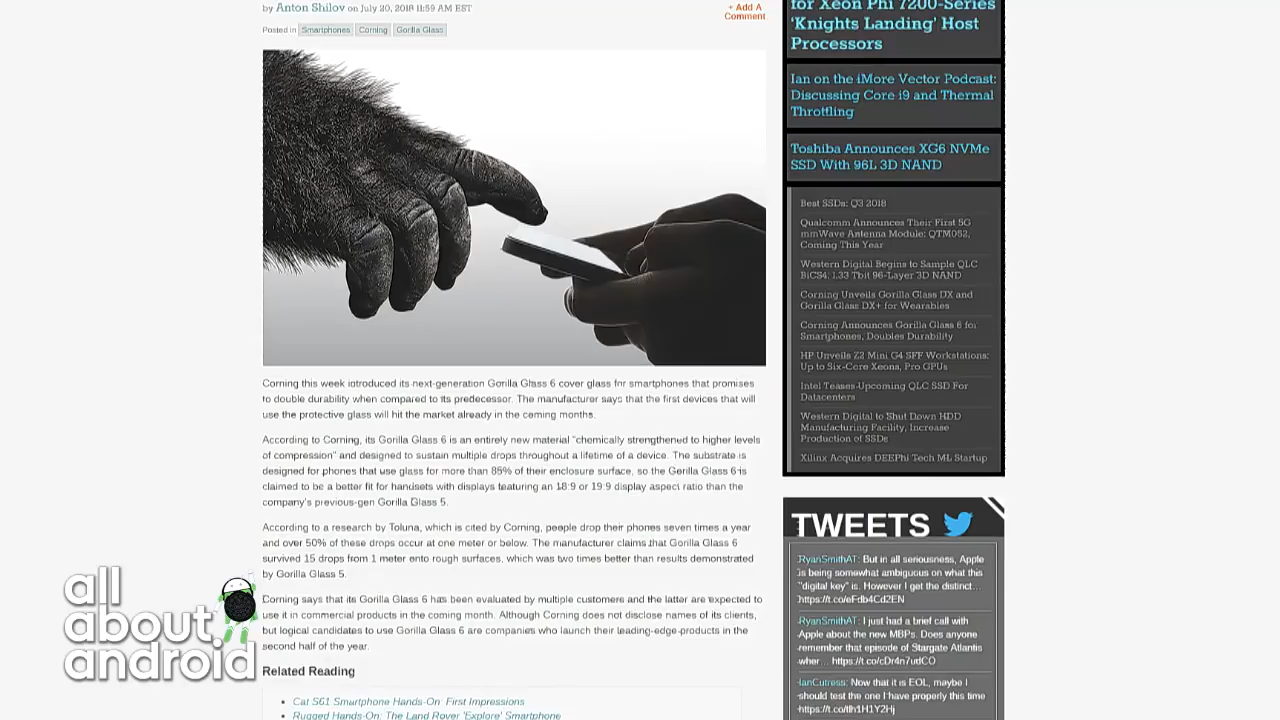 by Anton Shilov on July 20, 2018 11:59 AM EST
+ Add A
Comment
Posted in Smartphones Corning Gorilla Glass
Corning this week introduced its next-generation Gorilla Glass 6 cover glass for smartphones that promises
to double durability when compared to its predecessor. The manufacturer says that the first devices that will
use the protective glass will hit the market already in the coming months.
According to Corning, its Gorilla Glass 6 is an entirely new material "chemically strengthened to higher levels
of compression" and designed to sustain multiple drops throughout a lifetime of a device. The substrate is
designed for phones that use glass for more than 85% of their enclosure surface, so the Gorilla Glass 6 is
claimed to be a better fit for handsets with displays featuring an 18:9 or 19:9 display aspect ratio than the
company's previous-gen Gorilla Glass 5.
According to a research by Toluna, which is cited by Corning, people drop their phones seven times a year
and over 50% of these drops occur at one meter or below. The manufacturer claims that Gorilla Glass 6
survived 15 drops from 1 meter onto rough surfaces, which was two times better than results demonstrated
by Gorilla Glass 5.
Corning says that its Gorilla Glass 6 has been evaluated by multiple customers and the latter are expected to
use it in commercial products in the coming month. Although Corning does not disclose names of its clients,
but logical candidates to use Gorilla Glass 6 are companies who launch their leading-edge-products in the
second half of the year.
Related Reading
Cat S61 Smartphone Hands-On: First Impressions
Rugged Hands-On: The Land Rover 'Explore' Smartphone
for Xeon Phi 7200-Series
'Knights Landing' Host
Processors
Ian on the iMore Vector Podcast:
Discussing Core i9 and Thermal
Throttling
Toshiba Announces XG6 NVMe
SSD With 96L 3D NAND
Best SSDs: Q3 2018
Qualcomm Announces Their First 5G
mmWave Antenna Module: QTM052,
Coming This Year
Western Digital Begins to Sample QLC
BiCS4: 1.33 Tbit 96-Layer 3D NAND
Corning Unveils Gorilla Glass DX and
Gorilla Glass DX+ for Wearables
Corning Announces Gorilla Glass 6 for
Smartphones, Doubles Durability
HP Unveils Z2 Mini G4 SFF Workstations:
Up to Six-Core Xeons, Pro GPUs
Intel Teases Upcoming QLC SSD For
Datacenters
Western Digital to Shut Down HDD
Manufacturing Facility, Increase
Production of SSDs
Xilinx Acquires DEEPhi Tech ML Startup
TWEETS
RyanSmithAT: But in all seriousness, Apple
is being somewhat ambiguous on what this
"digital key" is. However I get the distinct...
https://t.co/eFdb4Cd2EN
RyanSmithAT: I just had a brief call with
Apple about the new MBPs. Does anyone
remember that episode of Stargate Atlantis
wher... https://t.co/cDr4n7udCO
IanCutress: Now that it is EOL, maybe I
should test the one I have properly this time
all
about
android